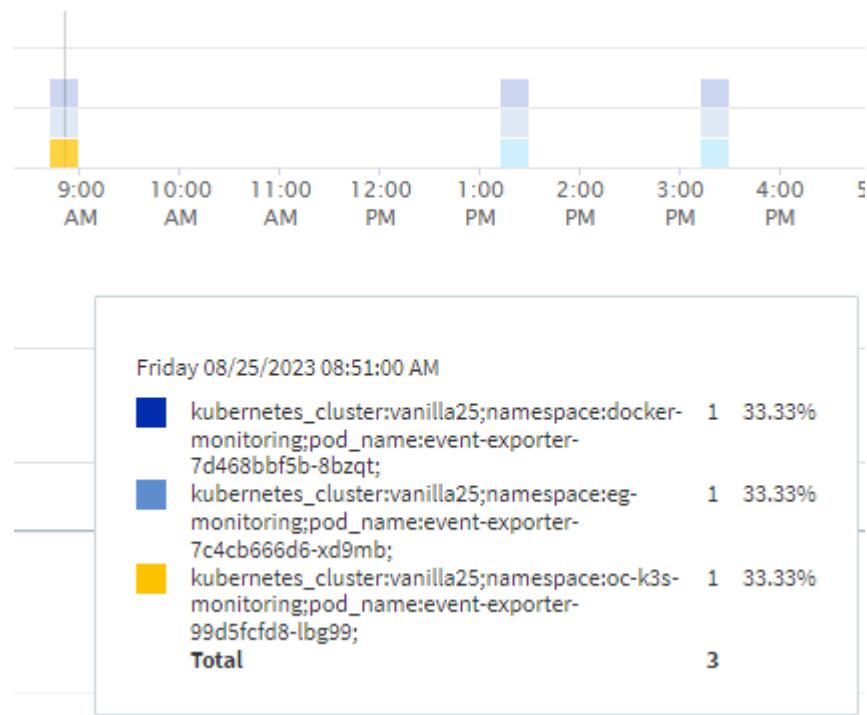 9:00 AM
10:00 AM
11:00 AM
12:00 PM
1:00 PM
2:00 PM
3:00 PM
4:00 PM
5
Friday 08/25/2023 08:51:00 AM
kubernetes_cluster:vanilla25;namespace:docker- 1 33.33%
monitoring;pod_name:event-exporter-
7d468bbf5b-8bzqt;
kubernetes_cluster:vanilla25;namespace:eg- 1 33.33%
monitoring;pod_name:event-exporter-
7c4cb666d6-xd9mb;
kubernetes_cluster:vanilla25;namespace:oc-k3s- 1 33.33%
monitoring;pod_name:event-exporter-
99d5fcfd8-lbg99;
Total 3